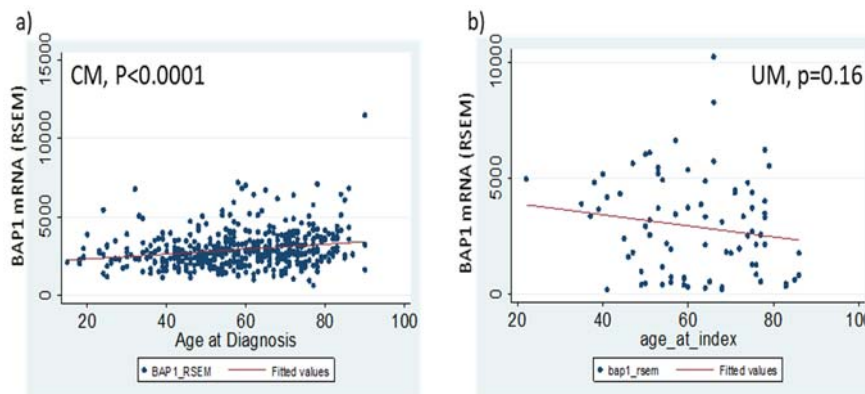 a)
CM, P<0.0001
BAP1 mRNA (RSEM)
15000
10000
5000
0
20 40 60 80 100
Age at Diagnosis
BAP1_RSEM Fitted values
b)
UM, p=0.16
BAP1 mRNA (RSEM)
10000
5000
0
20 40 60 80 100
age_at_index
bap1_rsem Fitted values